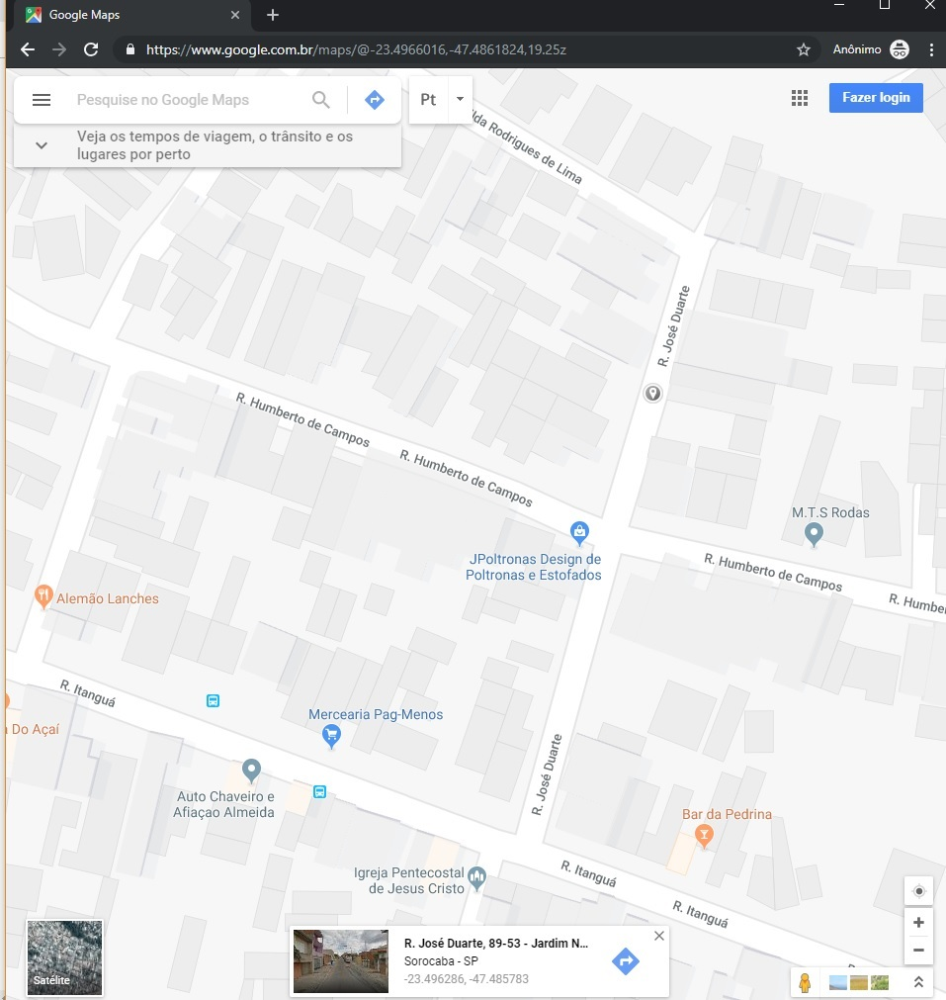 Google Maps
https://www.google.com.br/maps/@-23.4966016,-47.4861824,19.25z
Anônimo
Pesquise no Google Maps
Pt
Fazer login
Veja os tempos de viagem, o trânsito e os
lugares por perto
lda Rodrigues de Lima
R. José Duarte
R. Humberto de Campos
R. Humberto de Campos
M.T.S Rodas
JPoltronas Design de
Poltronas e Estofados
R. Humberto de Campos
R. Humbe
Alemão Lanches
R. Itanguá
Mercearia Pag-Menos
Do Açaí
R. José Duarte
Auto Chaveiro e
Afiaçao Almeida
Bar da Pedrina
Igreja Pentecostal
de Jesus Cristo
R. Itanguá
R. Itanguá
Satélite
R. José Duarte, 89-53 - Jardim N...
Sorocaba - SP
-23.496286, -47.485783